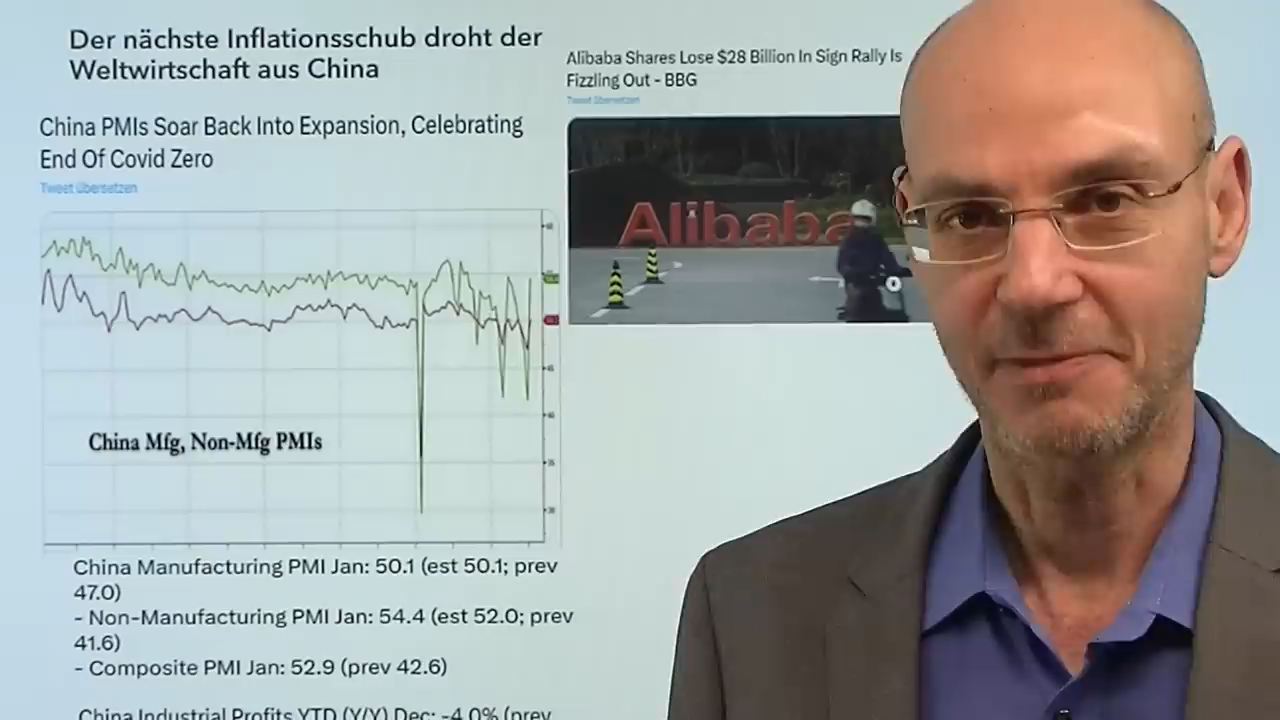 Der nächste Inflationsschub droht der
Weltwirtschaft aus China
China PMIs Soar Back Into Expansion, Celebrating
End Of Covid Zero
Tweet übersetzen
China Mfg, Non-Mfg PMIs
China Manufacturing PMI Jan: 50.1 (est 50.1; prev
47.0)
- Non-Manufacturing PMI Jan: 54.4 (est 52.0; prev
41.6)
- Composite PMI Jan: 52.9 (prev 42.6)
China Industrial Profits YTD (Y/Y) Dec: -4.0% (prev
Alibaba Shares Lose $28 Billion In Sign Rally Is
Fizzling Out - BBG
Tweet übersetzen
Alibaba